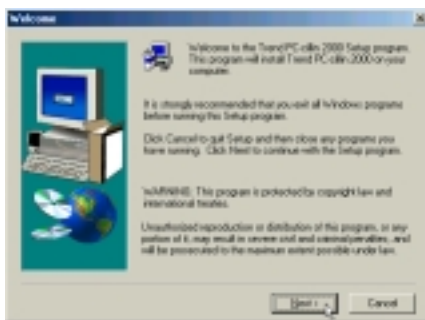 Welcome
Welcome to the Trend PC-cillin 2000 Setup program.
This program will install Trend PC-cillin 2000 on your
computer.
It is strongly recommended that you exit all Windows programs
before running this Setup program.
Click Cancel to quit Setup and then close any programs you
have running. Click Next to continue with the Setup program.
WARNING: This program is protected by copyright law and
international treaties.
Unauthorized reproduction or distribution of this program, or any
portion of it, may result in severe civil and criminal penalties, and
will be prosecuted to the maximum extent possible under law.
Next >
Cancel